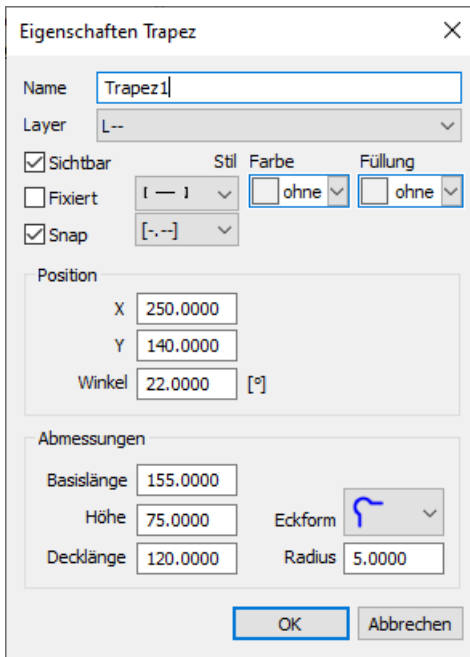 Eigenschaften Trapez
Name Trapez1
Layer L--
Sichtbar Stil Farbe Füllung
Fixiert [ — ] ohne ohne
Snap [-.--]
Position
X 250.0000
Y 140.0000
Winkel 22.0000 [°]
Abmessungen
Basislänge 155.0000
Höhe 75.0000 Eckform
Decklänge 120.0000 Radius 5.0000
OK Abbrechen